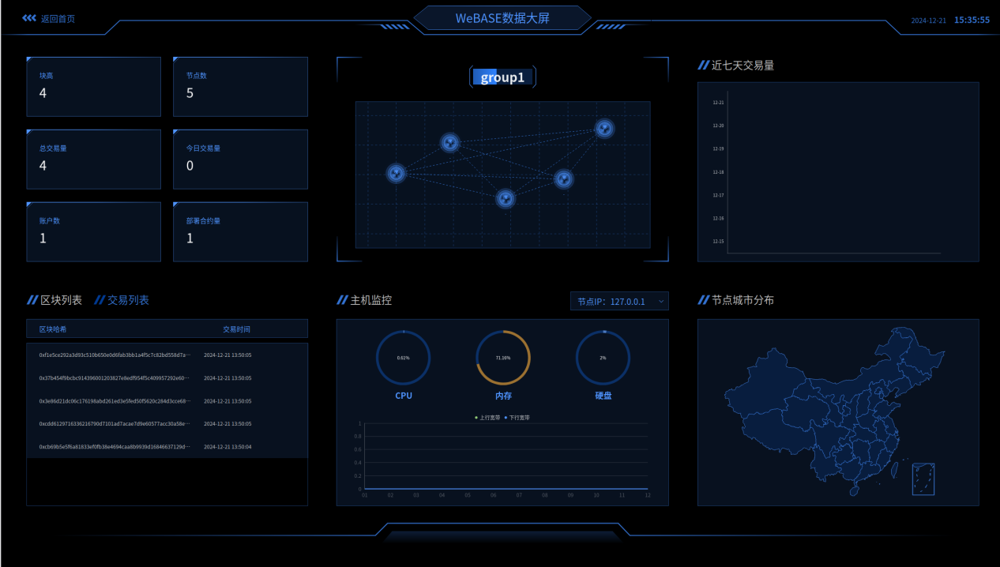 返回首页
WeBASE数据大屏
2024-12-21 15:35:55
块高
4
节点数
5
总交易量
4
今日交易量
0
账户数
1
部署合约量
1
group1
近七天交易量
12-21
12-20
12-19
12-18
12-17
12-16
12-15
区块列表 交易列表
区块哈希 交易时间
0xf1e5ce292a3d93c510b650e0d6fab3bb1a4f5c7c82bd558d7a··· 2024-12-21 13:50:05
0x37b454f9bcbc914396001203827e8edf954f5c409957292e60··· 2024-12-21 13:50:05
0x3e86d21dc06c176198abd261ed3e5fed50f5620c284d3cce68··· 2024-12-21 13:50:05
0xcdd6129716336216790d7101ad7acae7d9e60577acc30a58e··· 2024-12-21 13:50:05
0xcb69b5e5f6a81833ef0fb38e4694caa8b9939d16846637129d··· 2024-12-21 13:50:04
主机监控
节点IP: 127.0.0.1
0.61%
CPU
71.16%
内存
2%
硬盘
上行宽带 下行宽带
1
0.8
0.6
0.4
0.2
0
01 02 03 04 05 06 07 08 09 10 11 12
节点城市分布